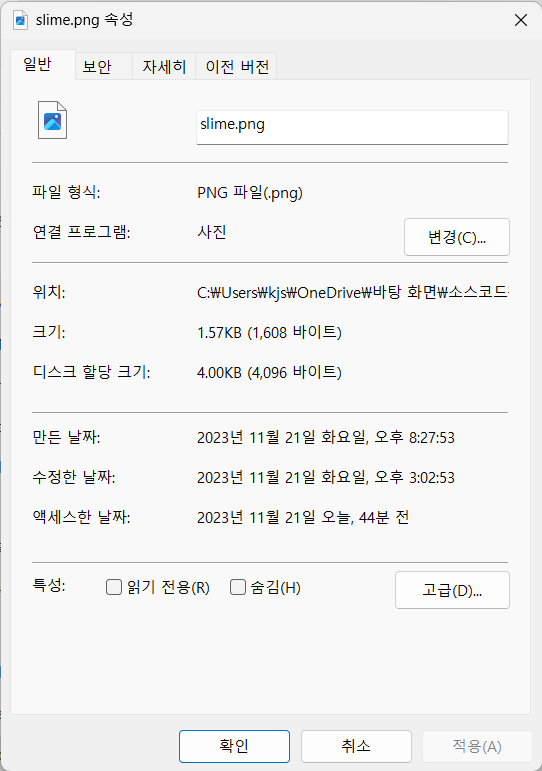 slime.png 속성
일반 보안 자세히 이전 버전
slime.png
파일 형식: PNG 파일(.png)
연결 프로그램: 사진 변경(C)...
위치: C:₩Users₩kjs₩OneDrive₩바탕 화면₩소스코드
크기: 1.57KB (1,608 바이트)
디스크 할당 크기: 4.00KB (4,096 바이트)
만든 날짜: 2023년 11월 21일 화요일, 오후 8:27:53
수정한 날짜: 2023년 11월 21일 화요일, 오후 3:02:53
액세스한 날짜: 2023년 11월 21일 오늘, 44분 전
특성: 읽기 전용(R) 숨김(H) 고급(D)...
확인 취소 적용(A)